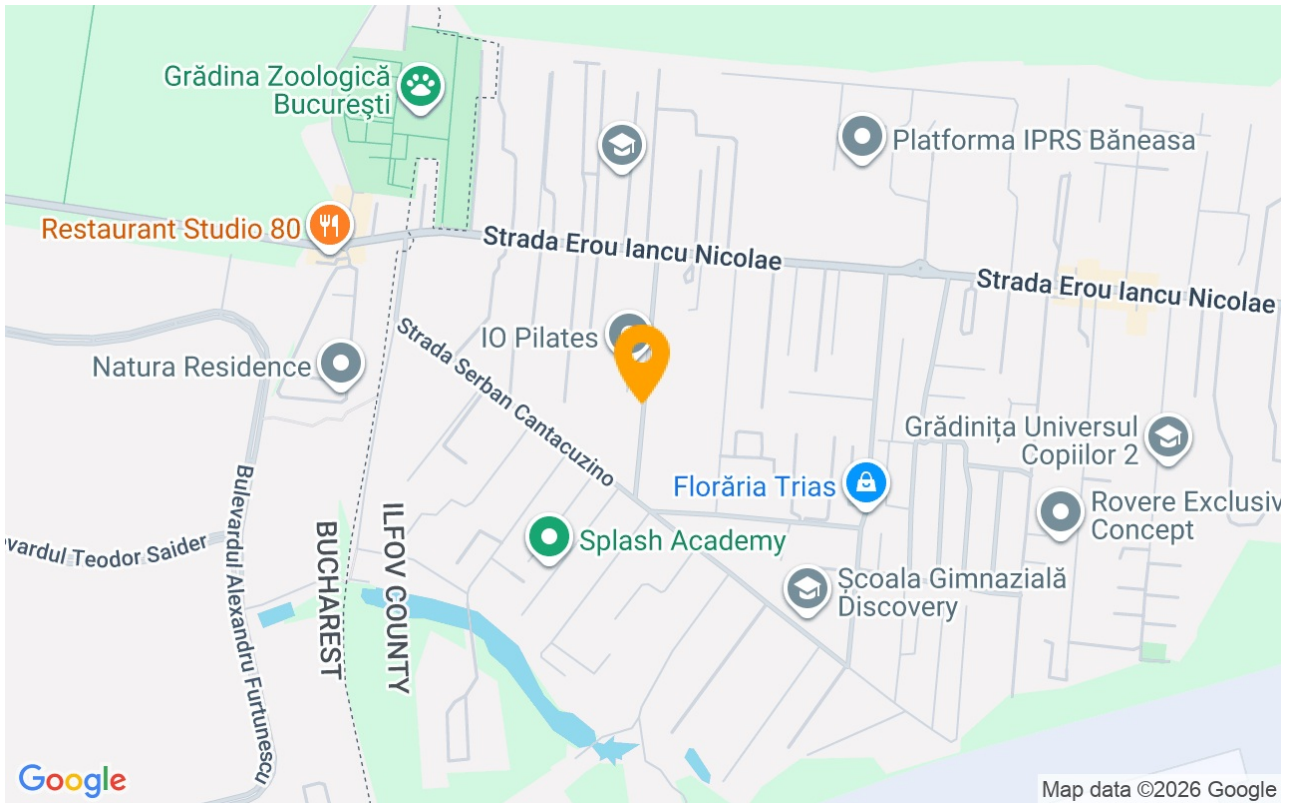 Grădina Zoologică
București
Platforma IPRS Băneasa
Restaurant Studio 80
Strada Erou Iancu Nicolae
Strada Erou Iancu Nicolae
IO Pilates
Natura Residence
Strada Serban Cantacuzino
Grădinița Universul
Copiilor 2
Florăria Trias
Rovere Exclusiv
Concept
Bulevardul Alexandru Furtunescu
evardul Teodor Saider
BUCHAREST
ILFOV COUNTY
Splash Academy
Școala Gimnazială
Discovery
Google
Map data ©2026 Google